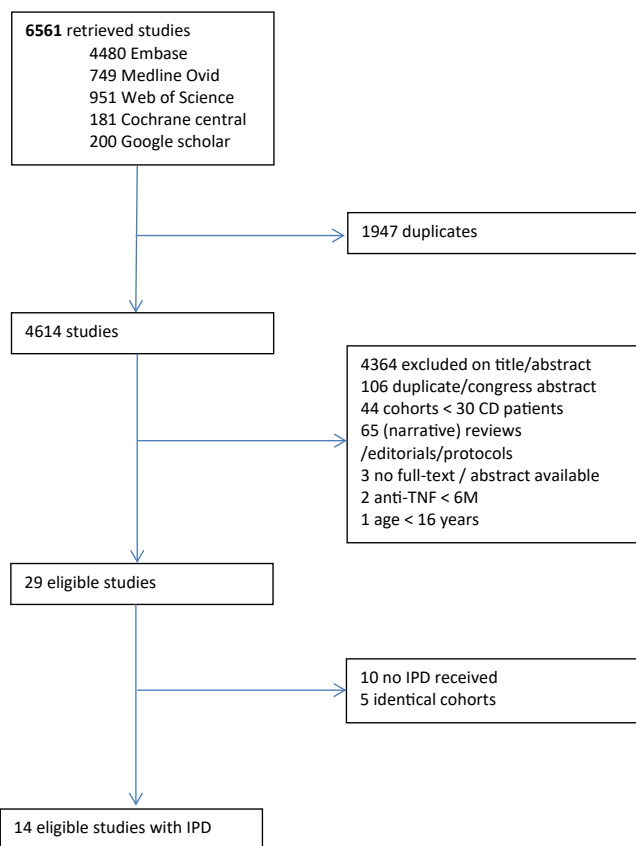 6561 retrieved studies
4480 Embase
749 Medline Ovid
951 Web of Science
181 Cochrane central
200 Google scholar
1947 duplicates
4614 studies
4364 excluded on title/abstract
106 duplicate/congress abstract
44 cohorts < 30 CD patients
65 (narrative) reviews
/editorials/protocols
3 no full-text / abstract available
2 anti-TNF < 6M
1 age < 16 years
29 eligible studies
10 no IPD received
5 identical cohorts
14 eligible studies with IPD